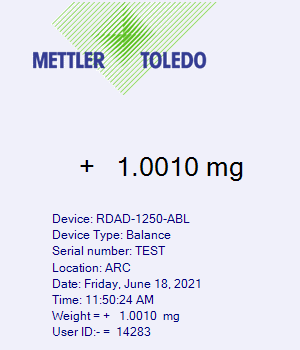 METTLER TOLEDO
+ 1.0010 mg
Device: RDAD-1250-ABL
Device Type: Balance
Serial number: TEST
Location: ARC
Date: Friday, June 18, 2021
Time: 11:50:24 AM
Weight = + 1.0010 mg
User ID:- = 14283